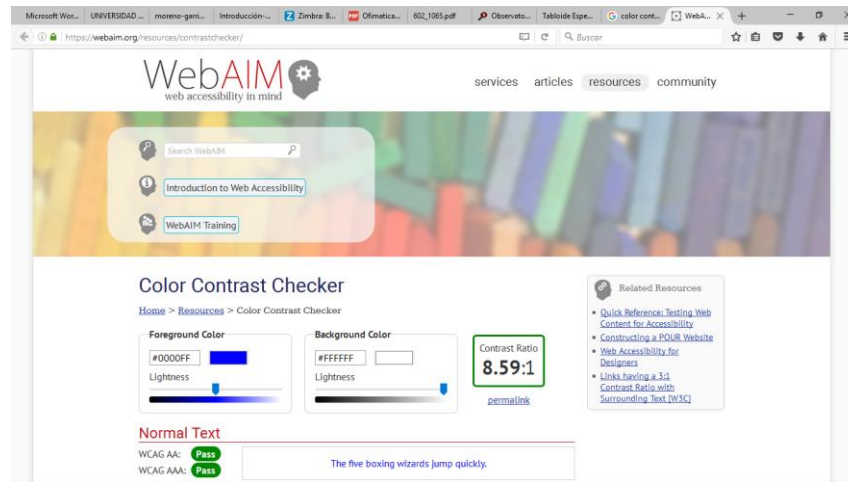 Microsoft Wor... UNIVERSIDAD ... moreno-garri... Introducción-... Zimbra: B... Ofimatica... 602_1065.pdf Observato... Tabloide Espe... color cont... WebA...
https://webaim.org/resources/contrastchecker/ Buscar
WebAIM
web accessibility in mind
services articles resources community
Search WebAIM
Introduction to Web Accessibility
WebAIM Training
Color Contrast Checker
Home > Resources > Color Contrast Checker
Foreground Color
#0000FF
Lightness
Background Color
#FFFFFF
Lightness
Contrast Ratio
8.59:1
permalink
Related Resources
Quick Reference: Testing Web
Content for Accessibility
Constructing a POUR Website
Web Accessibility for
Designers
Links having a 3:1
Contrast Ratio with
Surrounding Text [W3C]
Normal Text
WCAG AA: Pass
WCAG AAA: Pass
The five boxing wizards jump quickly.